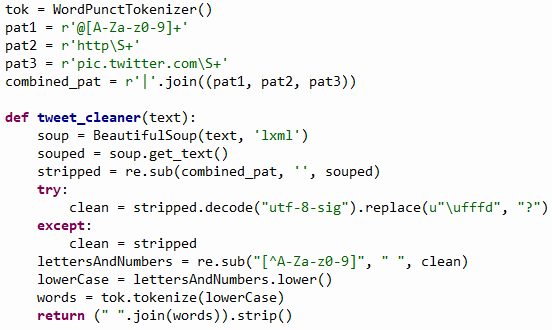 tok = WordPunctTokenizer()
pat1 = r'@[A-Za-z0-9]+'
pat2 = r'http\S+'
pat3 = r'pic.twitter.com\S+'
combined_pat = r'|'.join((pat1, pat2, pat3))

def tweet_cleaner(text):
    soup = BeautifulSoup(text, 'lxml')
    souped = soup.get_text()
    stripped = re.sub(combined_pat, '', souped)
    try:
        clean = stripped.decode("utf-8-sig").replace(u"\ufffd", "?")
    except:
        clean = stripped
    lettersAndNumbers = re.sub("[^A-Za-z0-9]", " ", clean)
    lowerCase = lettersAndNumbers.lower()
    words = tok.tokenize(lowerCase)
    return (" ".join(words)).strip()